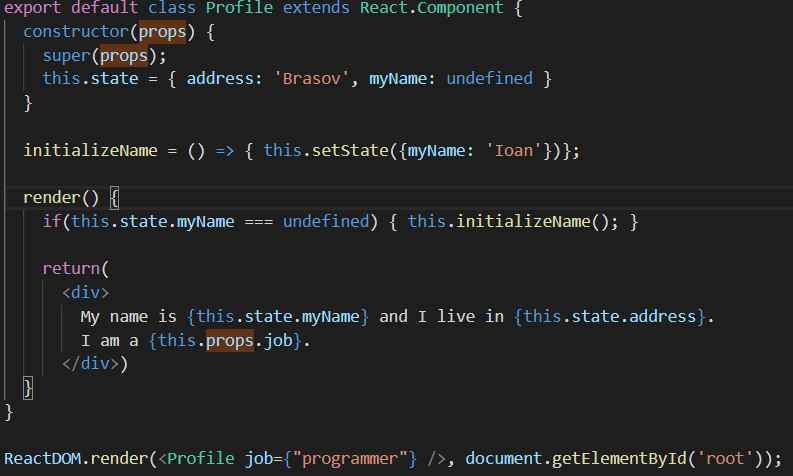 export default class Profile extends React.Component {
constructor(props) {
super(props);
this.state = { address: 'Brasov', myName: undefined }
}
initializeName = () => { this.setState({myName: 'Ioan'})};
render() {
if(this.state.myName === undefined) { this.initializeName(); }
return(
<div>
My name is {this.state.myName} and I live in {this.state.address}.
I am a {this.props.job}.
</div>)
}
}
ReactDOM.render(<Profile job={"programmer"} />, document.getElementById('root'));